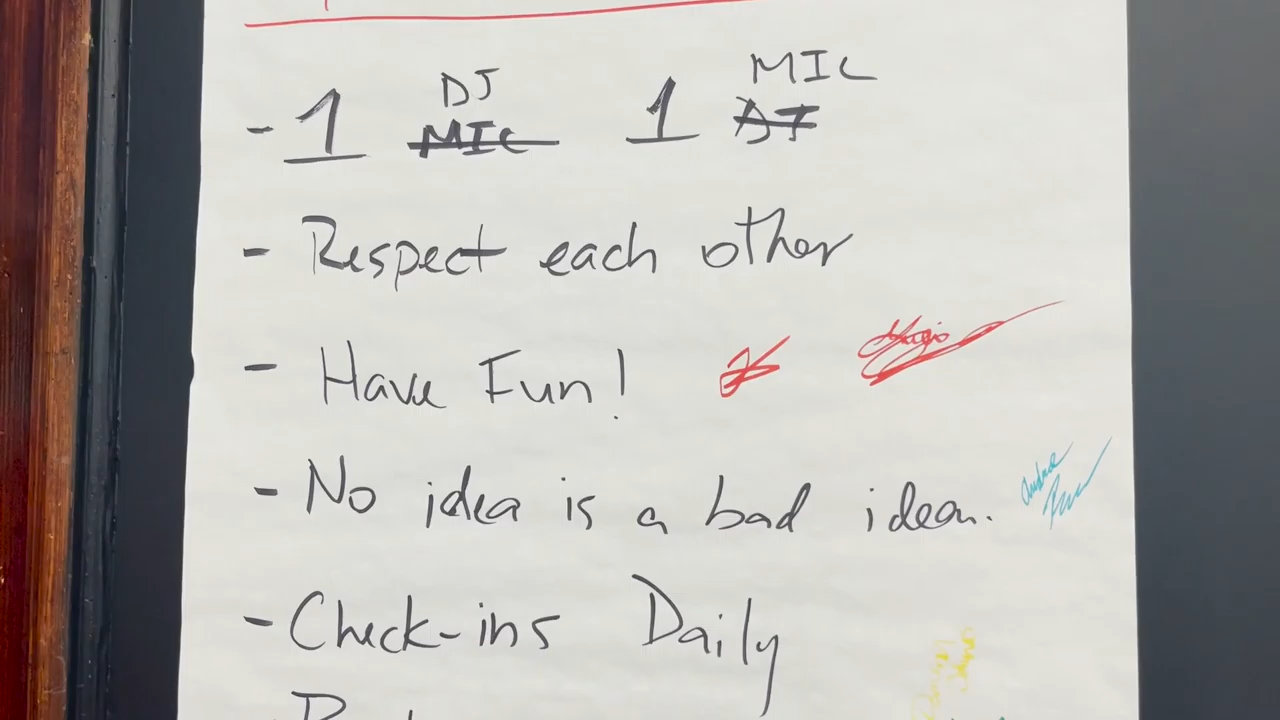 DJ MIC
- 1 MIC 1 DJ
- Respect each other
- Have Fun!
- No idea is a bad idea.
- Check-ins Daily